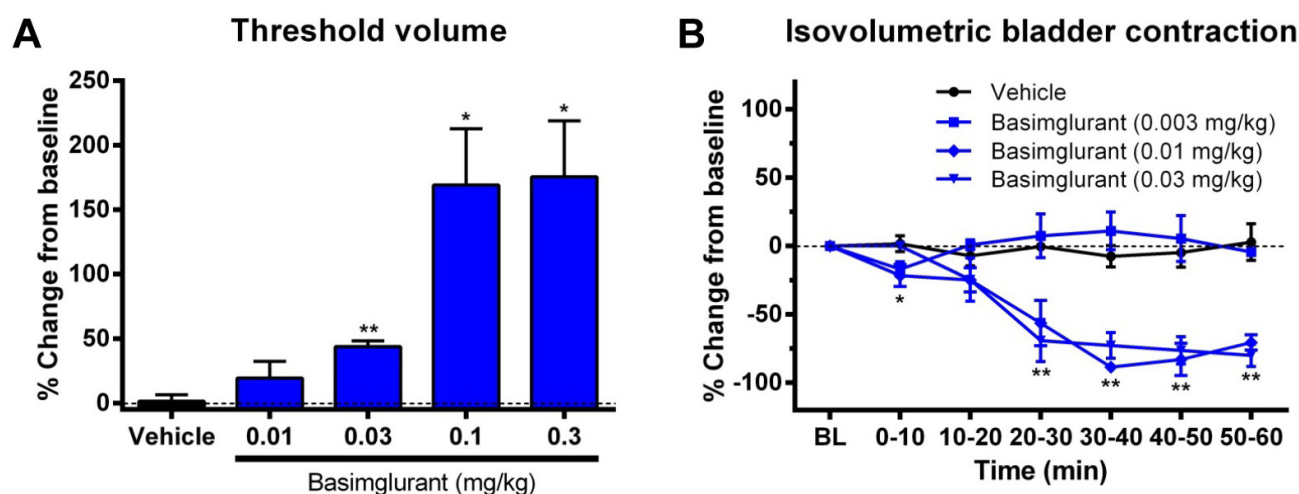 A
Threshold volume
% Change from baseline
250
200
150
100
50
0
*
*
**
Vehicle 0.01 0.03 0.1 0.3
Basimglurant (mg/kg)
B
Isovolumetric bladder contraction
% Change from baseline
100
50
0
-50
-100
Vehicle
Basimglurant (0.003 mg/kg)
Basimglurant (0.01 mg/kg)
Basimglurant (0.03 mg/kg)
*
** ** ** **
BL 0-10 10-20 20-30 30-40 40-50 50-60
Time (min)